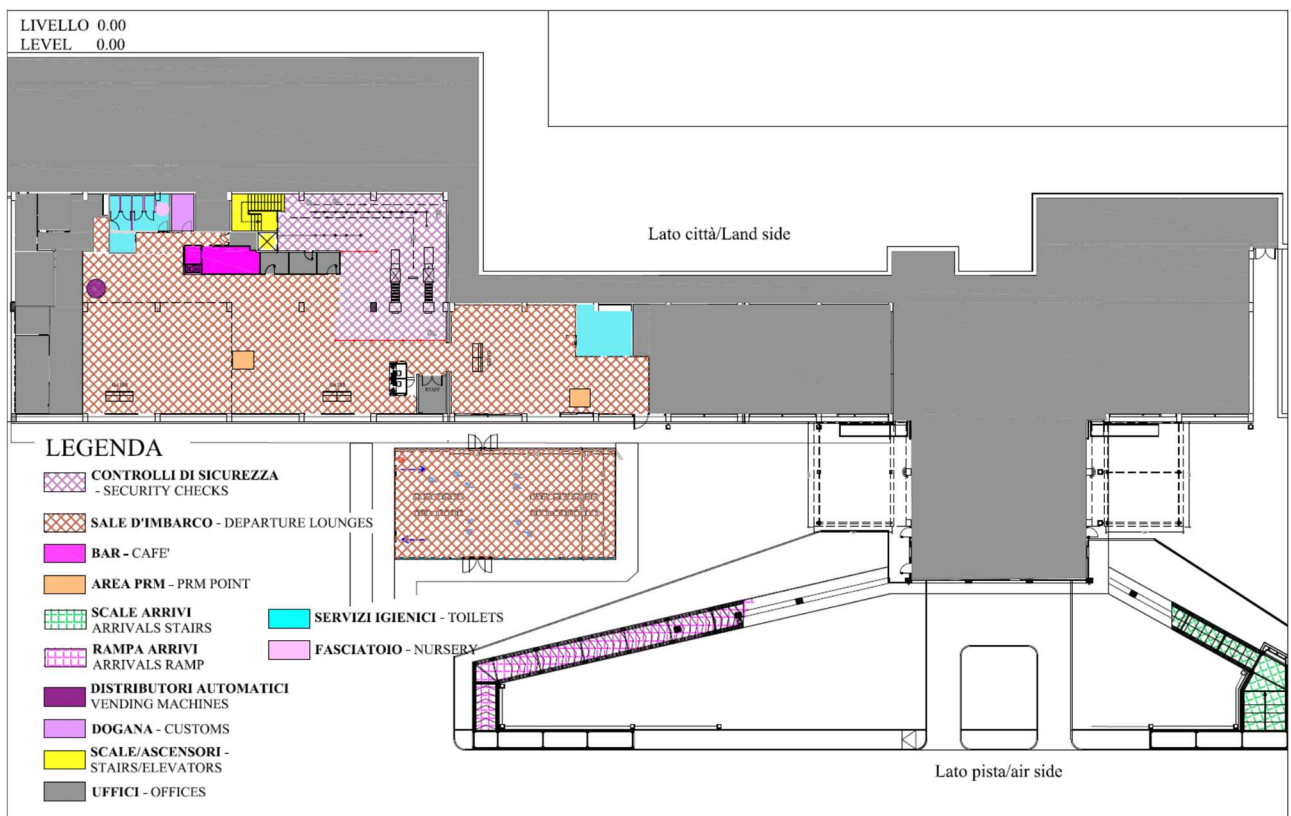 LIVELLO 0.00
LEVEL 0.00
Lato città/Land side
STAFF
LEGENDA
CONTROLLI DI SICUREZZA
- SECURITY CHECKS
SALE D'IMBARCO - DEPARTURE LOUNGES
BAR - CAFE'
AREA PRM - PRM POINT
SCALE ARRIVI
ARRIVALS STAIRS
RAMPA ARRIVI
ARRIVALS RAMP
DISTRIBUTORI AUTOMATICI
VENDING MACHINES
DOGANA - CUSTOMS
SCALE/ASCENSORI -
STAIRS/ELEVATORS
UFFICI - OFFICES
SERVIZI IGIENICI - TOILETS
FASCIATOIO - NURSERY
Lato pista/air side